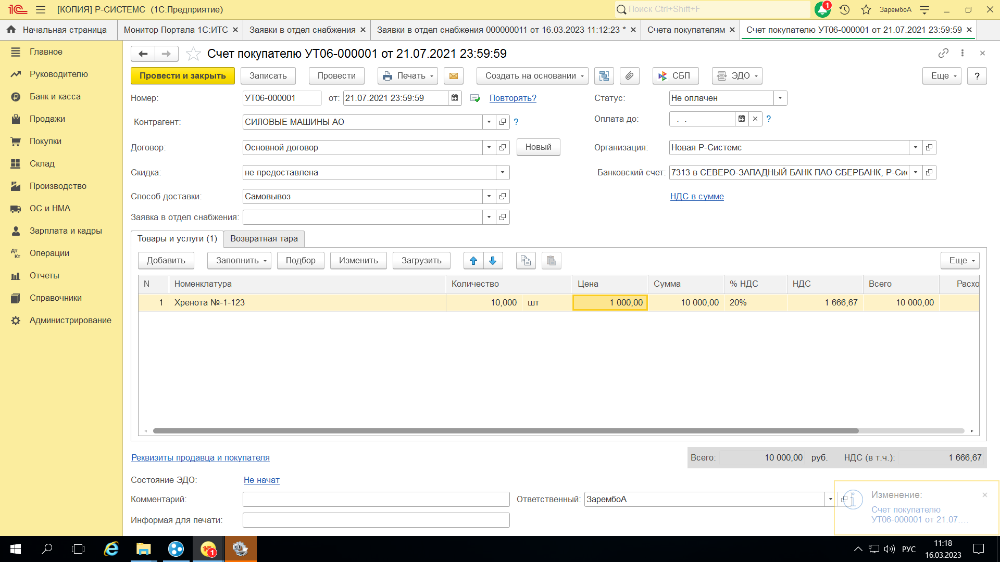 [КОПИЯ] Р-СИСТЕМС (1С:Предприятие)
Поиск Ctrl+Shift+F
1
ЗарембоА
Начальная страница
Монитор Портала 1С:ИТС
Заявки в отдел снабжения
Заявки в отдел снабжения 000000011 от 16.03.2023 11:12:23 *
Счета покупателям
Счет покупателю УТ06-000001 от 21.07.2021 23:59:59
Главное
Руководителю
Банк и касса
Продажи
Покупки
Склад
Производство
ОС и НМА
Зарплата и кадры
Дт Кт
Операции
Отчеты
Справочники
Администрирование
Счет покупателю УТ06-000001 от 21.07.2021 23:59:59
Провести и закрыть
Записать
Провести
Печать
Создать на основании
СБП
ЭДО
Еще
?
Номер:
УТ06-000001
от:
21.07.2021 23:59:59
Повторять?
Статус:
Не оплачен
Контрагент:
СИЛОВЫЕ МАШИНЫ АО
?
Оплата до:
. .
?
Договор:
Основной договор
Новый
Организация:
Новая Р-Системс
Скидка:
не предоставлена
Банковский счет:
7313 в СЕВЕРО-ЗАПАДНЫЙ БАНК ПАО СБЕРБАНК, Р-Сис
Способ доставки:
Самовывоз
НДС в сумме
Заявка в отдел снабжения:
Товары и услуги (1)
Возвратная тара
Добавить
Заполнить
Подбор
Изменить
Загрузить
Еще
N
Номенклатура
Количество
Цена
Сумма
% НДС
НДС
Всего
Расхо
1
Хренота №-1-123
10,000
шт
1 000,00
10 000,00
20%
1 666,67
10 000,00
Реквизиты продавца и покупателя
Всего:
10 000,00
руб.
НДС (в т.ч.):
1 666,67
Состояние ЭДО:
Не начат
Комментарий:
Ответственный:
ЗарембоА
Информая для печати:
Изменение:
Счет покупателю
УТ06-000001 от 21.07....
1
РУС
11:18
16.03.2023